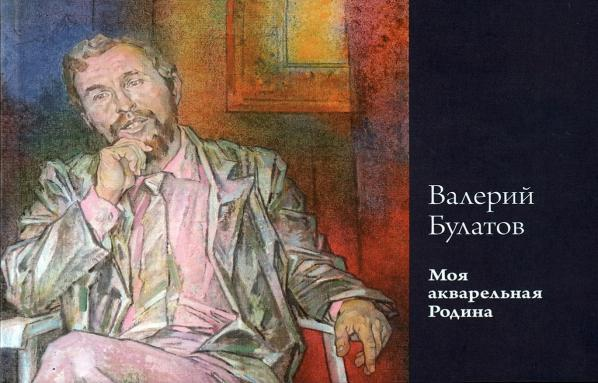 Валерий
Булатов
Моя
акварельная
Родина